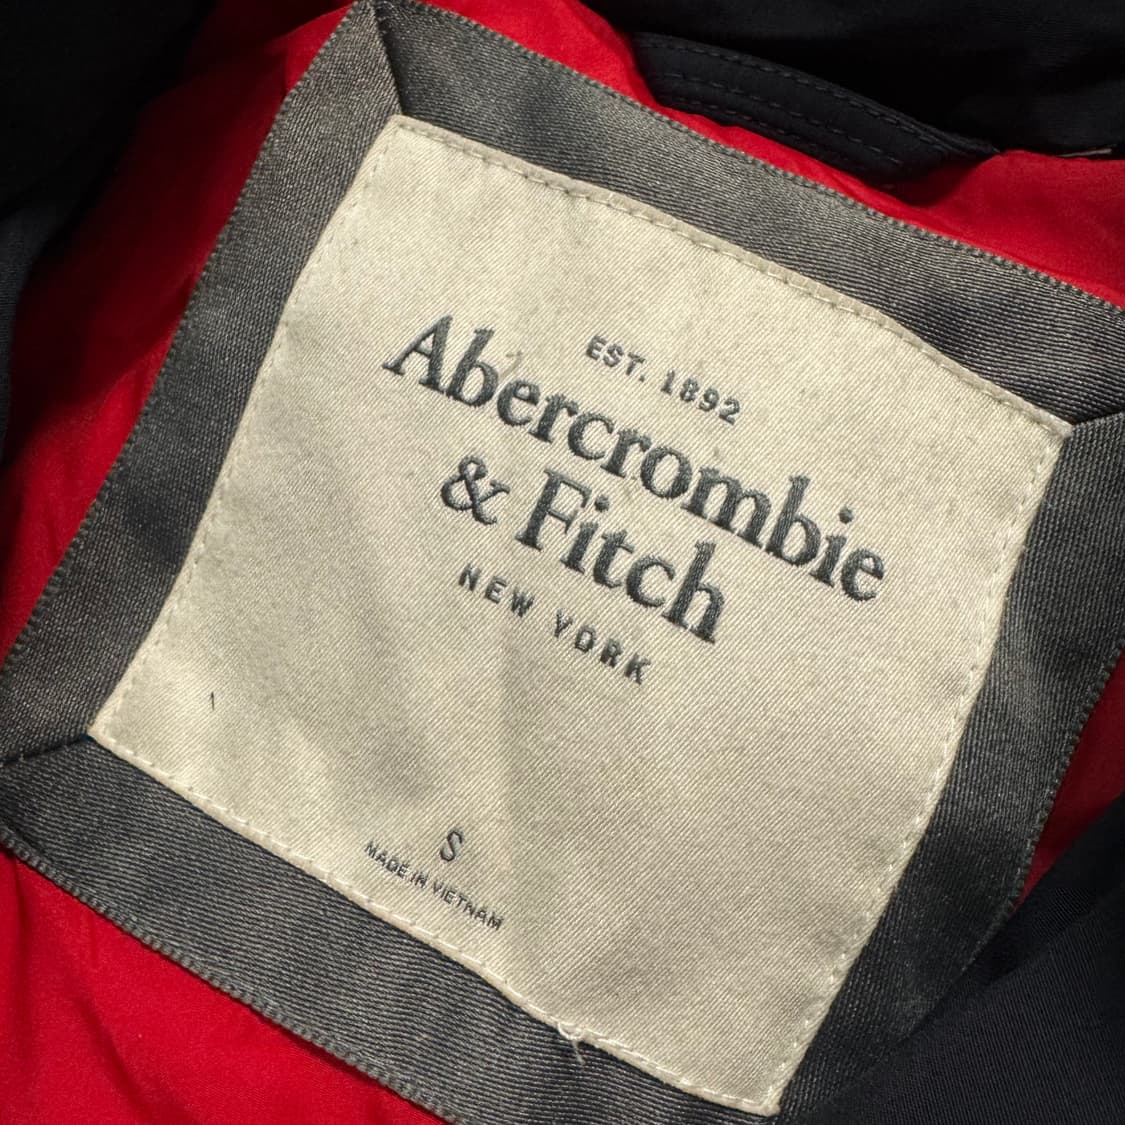 EST. 1892
Abercrombie
& Fitch
NEW YORK
S
MADE IN VIETNAM